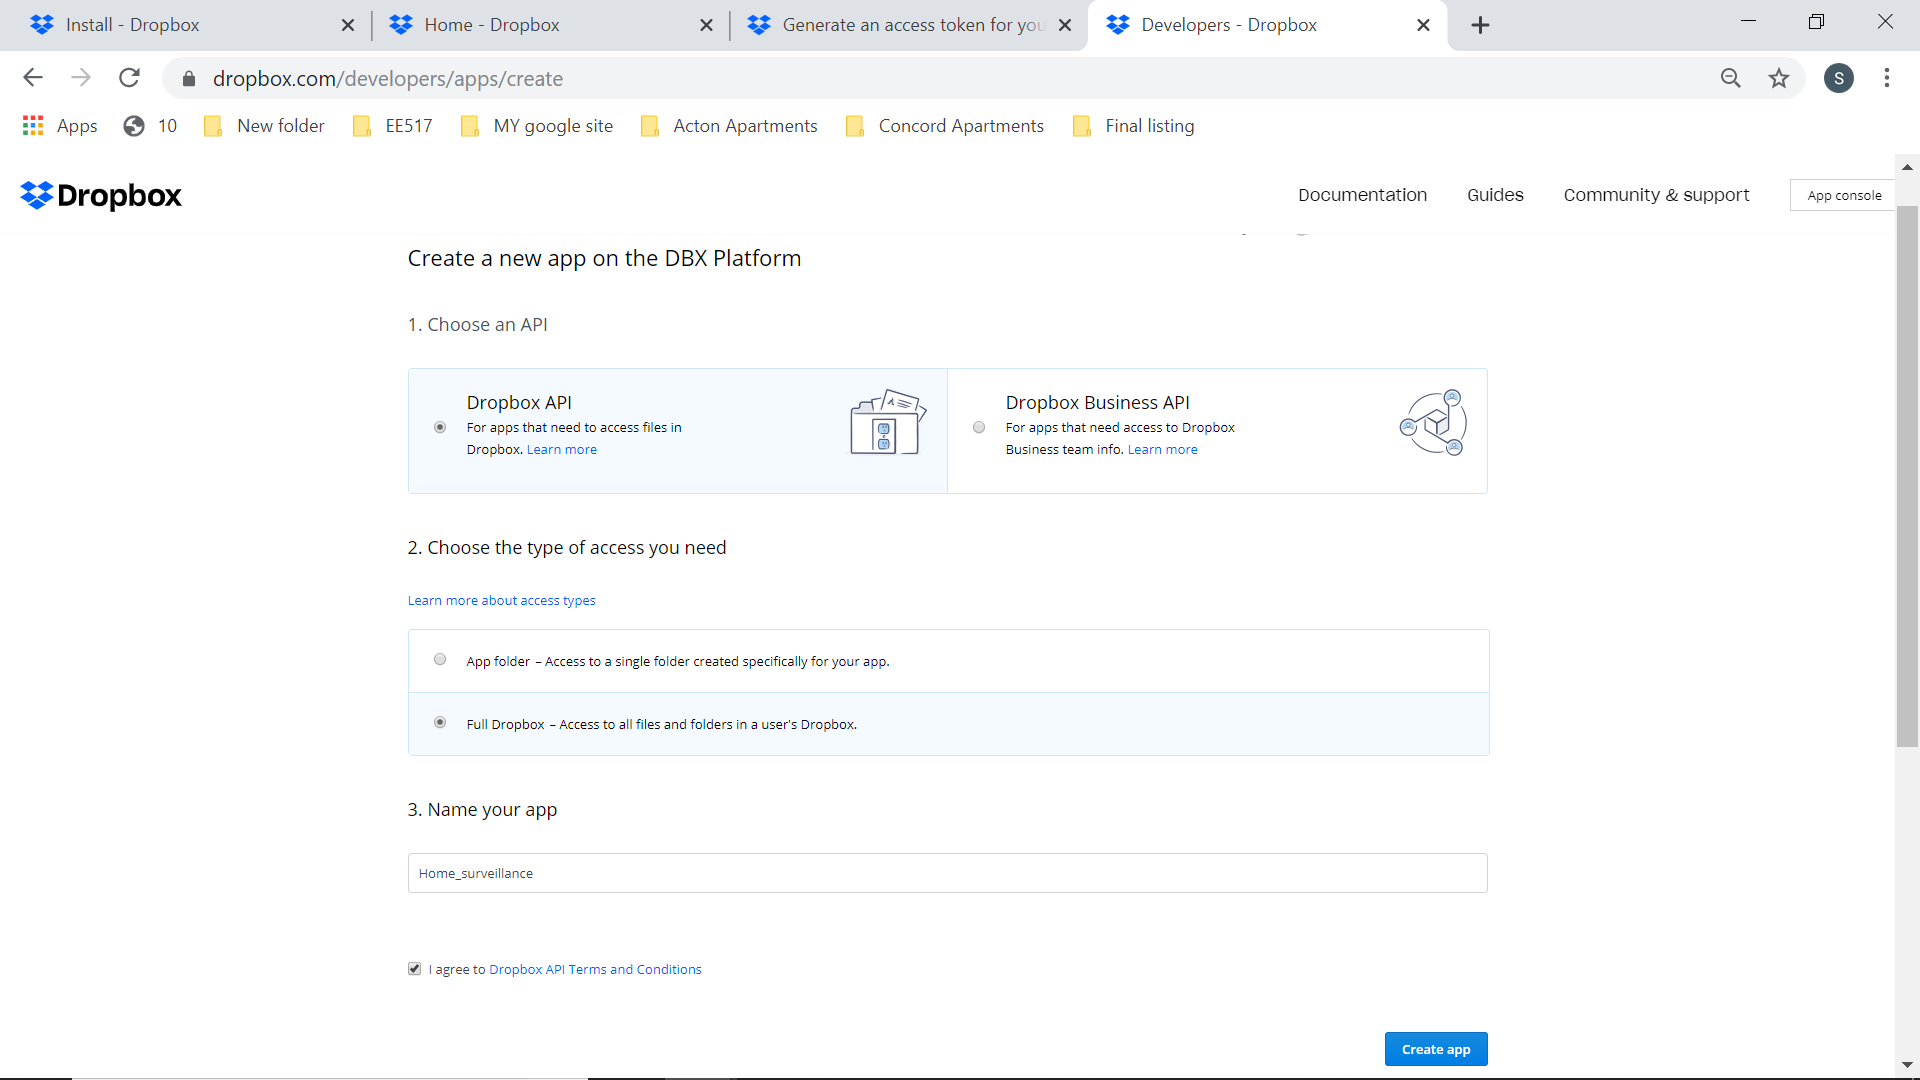 Install - Dropbox
Home - Dropbox
Generate an access token for you
Developers - Dropbox
dropbox.com/developers/apps/create
S
Apps
10
New folder
EE517
MY google site
Acton Apartments
Concord Apartments
Final listing
Dropbox
Documentation
Guides
Community & support
App console
Create a new app on the DBX Platform
1. Choose an API
Dropbox API
For apps that need to access files in
Dropbox. Learn more
Dropbox Business API
For apps that need access to Dropbox
Business team info. Learn more
2. Choose the type of access you need
Learn more about access types
App folder – Access to a single folder created specifically for your app.
Full Dropbox – Access to all files and folders in a user's Dropbox.
3. Name your app
Home_surveillance
I agree to Dropbox API Terms and Conditions
Create app